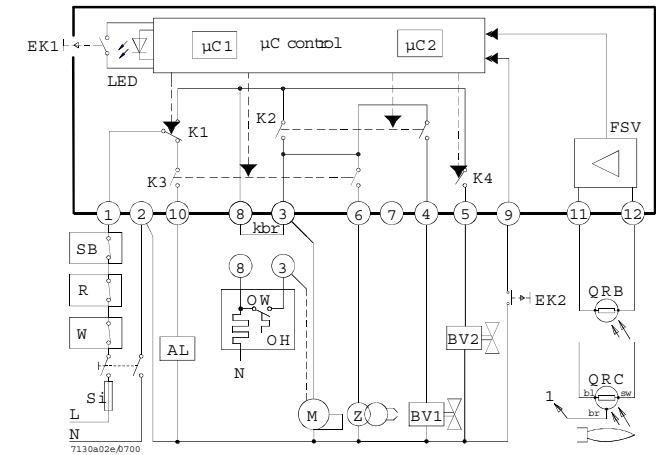 EK1
µC1
µC control
µC2
LED
K1
K2
FSV
K3
K4
1
2
10
8
3
6
7
4
5
9
11
12
kbr
SB
8
3
R
OW
EK2
QRB
W
AL
OH
BV2
N
QRC
1
bl
sw
br
Si
L
M
Z
BV1
N
7130a02e/0700